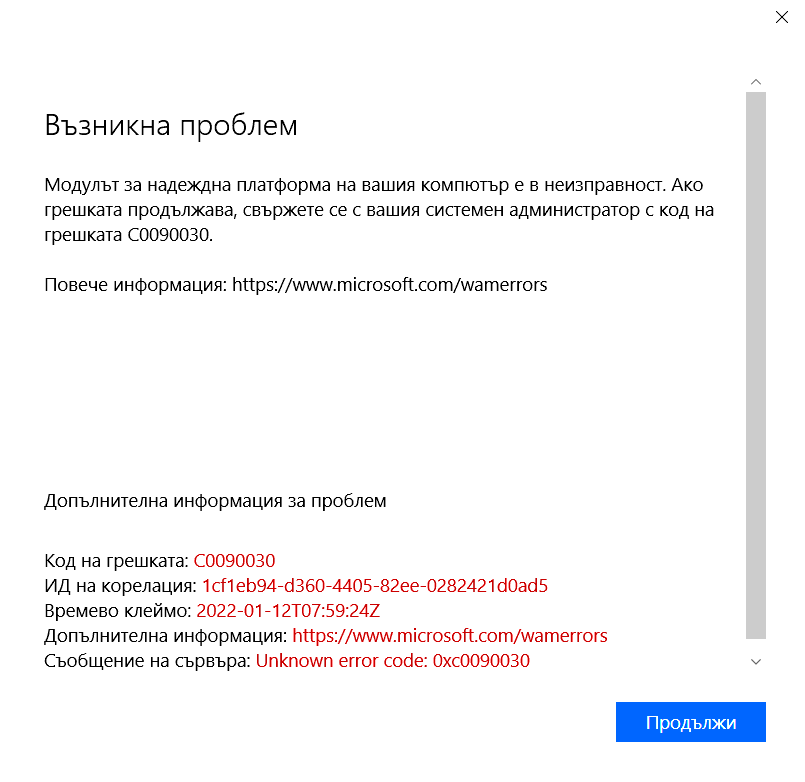 Възникна проблем
Модулът за надеждна платформа на вашия компютър е в неизправност. Ако
грешката продължава, свържете се с вашия системен администратор с код на
грешката C0090030.
Повече информация: https://www.microsoft.com/wamerrors
Допълнителна информация за проблем
Код на грешката: C0090030
ИД на корелация: 1cf1eb94-d360-4405-82ee-0282421d0ad5
Времево клеймо: 2022-01-12T07:59:24Z
Допълнителна информация: https://www.microsoft.com/wamerrors
Съобщение на сървъра: Unknown error code: 0xc0090030
Продължи